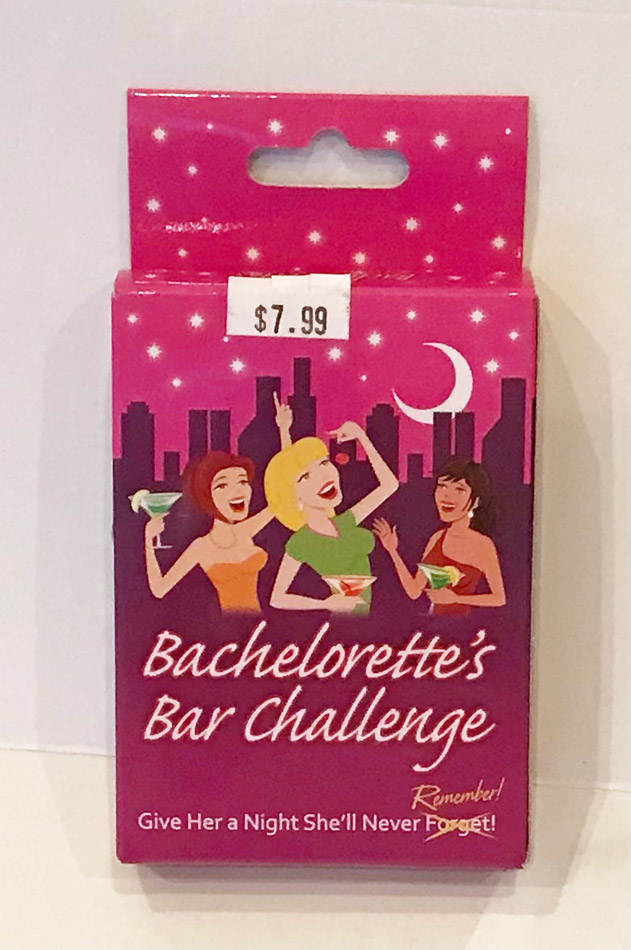 $7.99
Bachelorette's
Bar Challenge
Remember!
Give Her a Night She'll Never Forget!